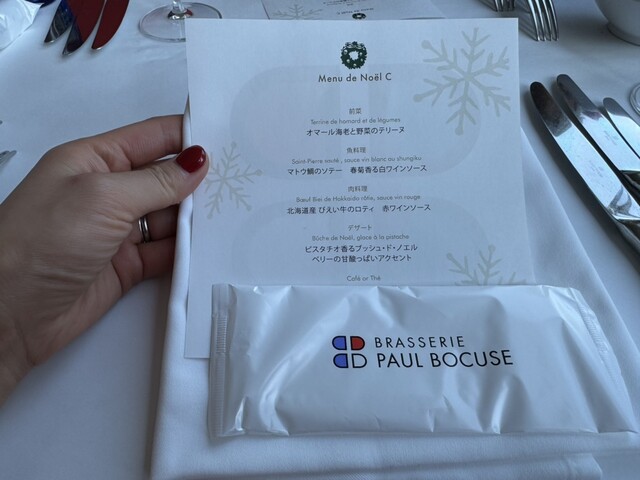 Menu de Noël C
前菜
Terrine de homard et de légumes
オマール海老と野菜のテリーヌ
魚料理
Saint-Pierre sauté, sauce vin blanc au shungiku
マトウ鯛のソテー 春菊香る白ワインソース
肉料理
Bœuf Biei de Hokkaido rôtie, sauce vin rouge
北海道産 びえい牛のロティ 赤ワインソース
デザート
Bûche de Noël, glace à la pistache
ピスタチオ香るブッシュ・ド・ノエル
ベリーの甘酸っぱいアクセント
Café or Thé
BRASSERIE
PAUL BOCUSE